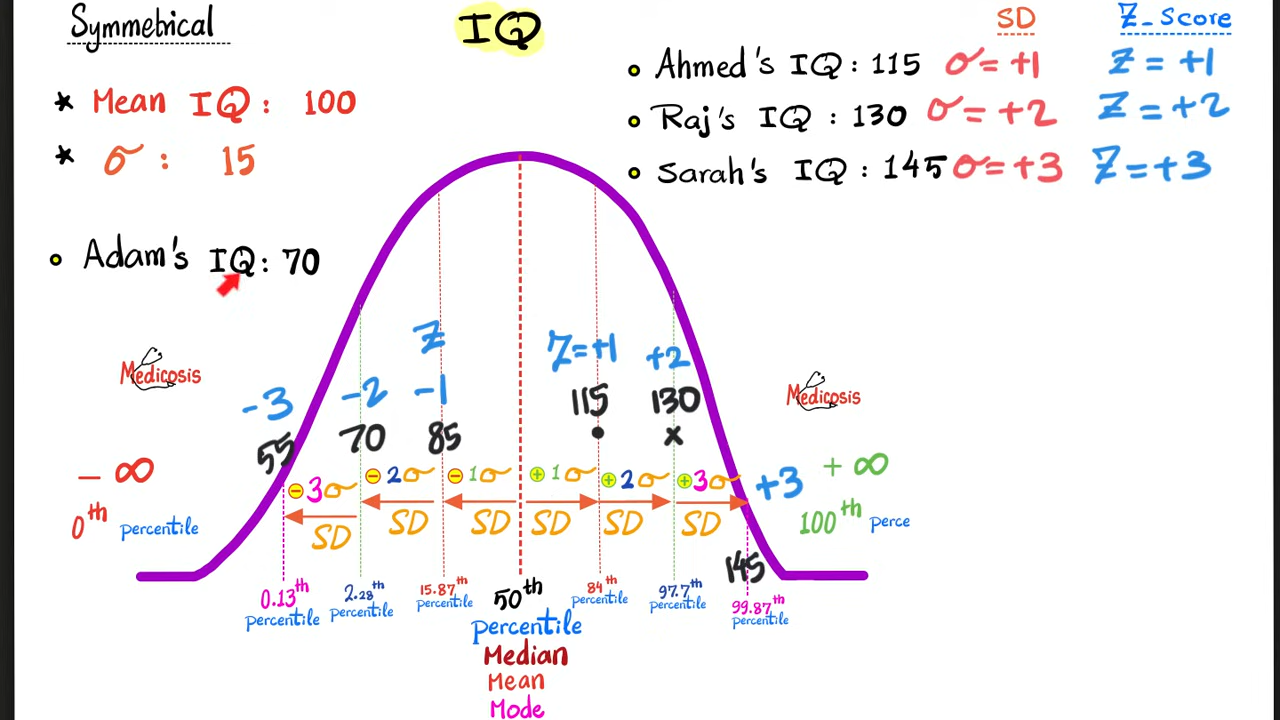 Symmetrical
IQ
SD
Z-Score
★ Mean IQ: 100
★ σ: 15
• Ahmed's IQ: 115 σ=+1 Z=+1
• Raj's IQ: 130 σ=+2 Z=+2
• Sarah's IQ: 145 σ=+3 Z=+3
• Adam's IQ: 70
Z
Z=+1
+2
-3
-2
-1
115
130
55
70
85
Medicosis
Medicosis
− ∞
0th percentile
⊖3σ
⊖2σ
⊖1σ
⊕1σ
⊕2σ
⊕3σ
+3
+ ∞
100th perce
SD
SD
SD
SD
SD
SD
145
0.13th
percentile
2.28th
percentile
15.87th
percentile
50th
percentile
84th
percentile
97.7th
percentile
99.87th
percentile
Median
Mean
Mode